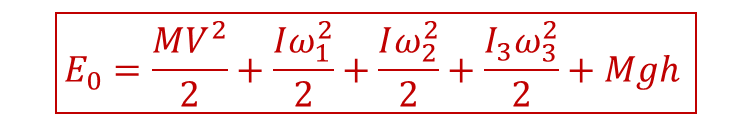 E₀ = MV²/2 + Iω₁²/2 + Iω₂²/2 + I₃ω₃²/2 + Mgh